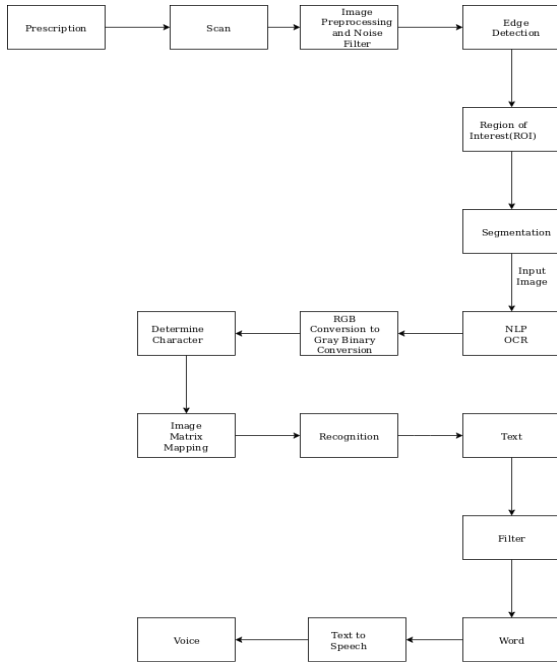 Prescription
Scan
Image
Preprocessing
and Noise
Filter
Edge
Detection
Region of
Interest(ROI)
Segmentation
Input
Image
NLP
OCR
RGB
Conversion to
Gray Binary
Conversion
Determine
Character
Image
Matrix
Mapping
Recognition
Text
Filter
Word
Text to
Speech
Voice